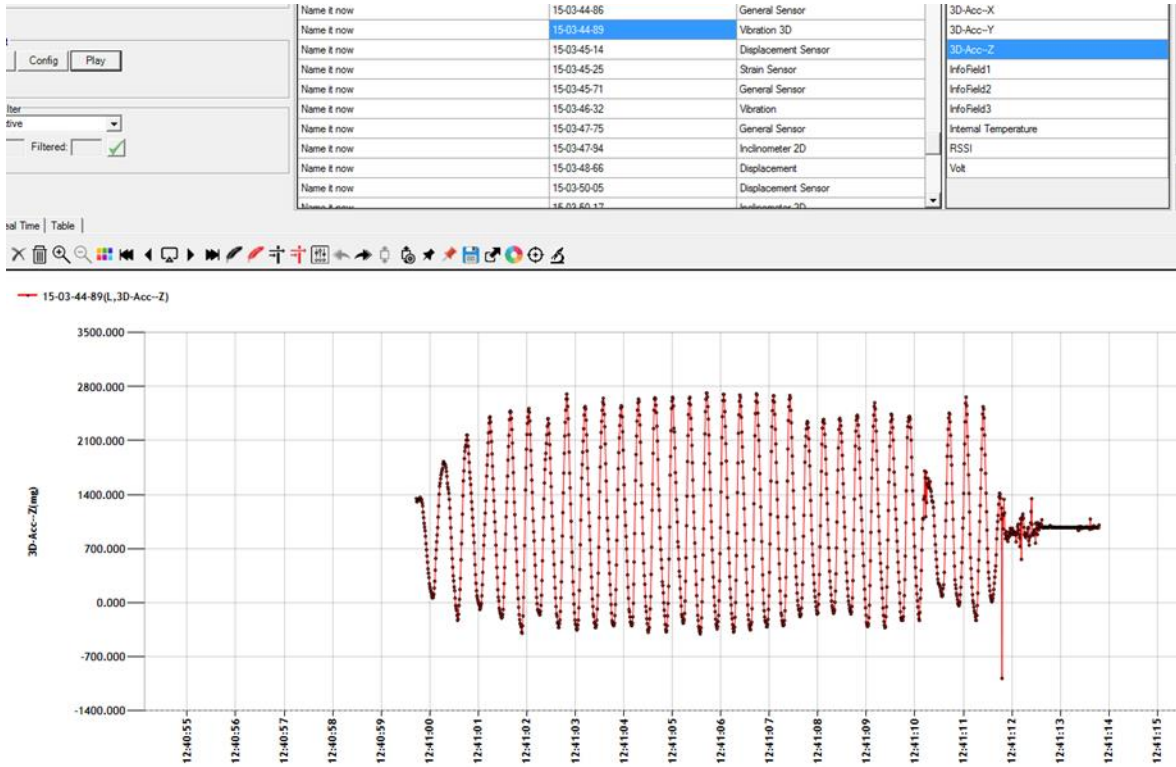 Name it now 15-03-44-86 General Sensor 3D-Acc--X
Name it now 15-03-44-89 Vibration 3D 3D-Acc--Y
Name it now 15-03-45-14 Displacement Sensor 3D-Acc--Z
Config Play
Name it now 15-03-45-25 Strain Sensor InfoField1
Name it now 15-03-45-71 General Sensor InfoField2
Name it now 15-03-46-32 Vibration InfoField3
Name it now 15-03-47-75 General Sensor Internal Temperature
Filtered:
Name it now 15-03-47-94 Inclinometer 2D RSSI
Name it now 15-03-48-66 Displacement Volt
Name it now 15-03-50-05 Displacement Sensor
Name it now 15-03-50-17 Inclinometer 2D
Table
15-03-44-89(L,3D-Acc--Z)
3500.000
2800.000
2100.000
1400.000
700.000
0.000
-700.000
-1400.000
3D-Acc--Z(mg)
12:40:55
12:40:56
12:40:57
12:40:58
12:40:59
12:41:00
12:41:01
12:41:02
12:41:03
12:41:04
12:41:05
12:41:06
12:41:07
12:41:08
12:41:09
12:41:10
12:41:11
12:41:12
12:41:13
12:41:14
12:41:15